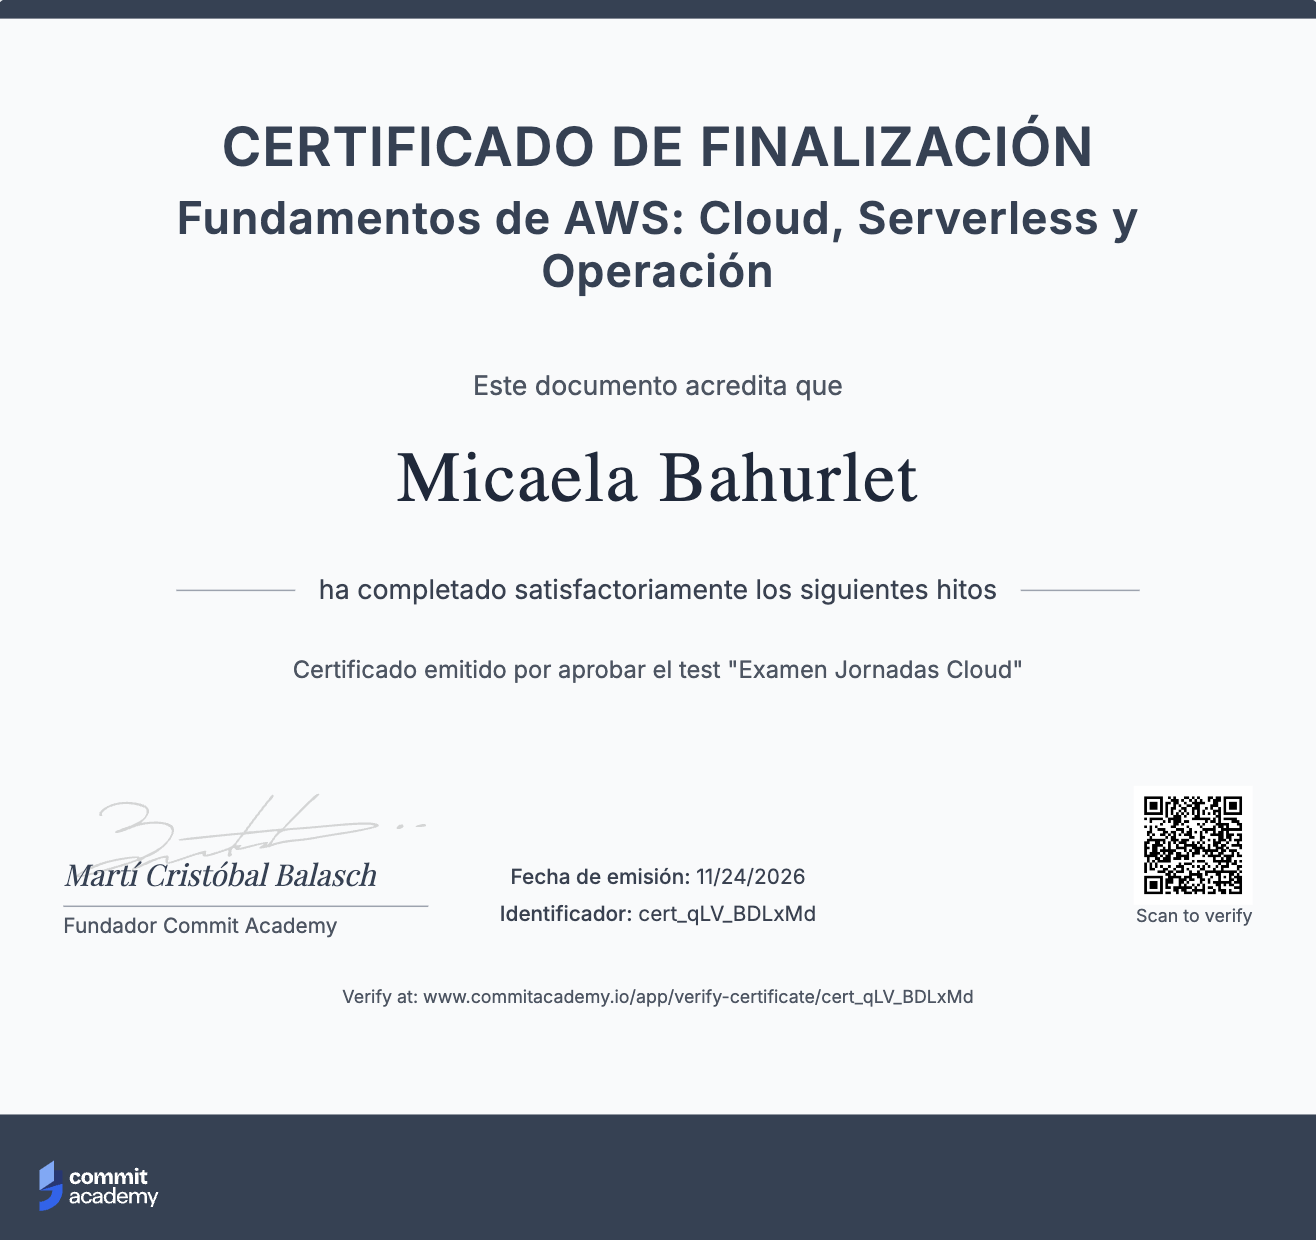 CERTIFICADO DE FINALIZACIÓN
Fundamentos de AWS: Cloud, Serverless y
Operación
Este documento acredita que
Micaela Bahurlet
ha completado satisfactoriamente los siguientes hitos
Certificado emitido por aprobar el test "Examen Jornadas Cloud"
Martí Cristóbal Balasch
Fundador Commit Academy
Fecha de emisión: 11/24/2026
Identificador: cert_qLV_BDLxMd
Scan to verify
Verify at: www.commitacademy.io/app/verify-certificate/cert_qLV_BDLxMd
commit
academy